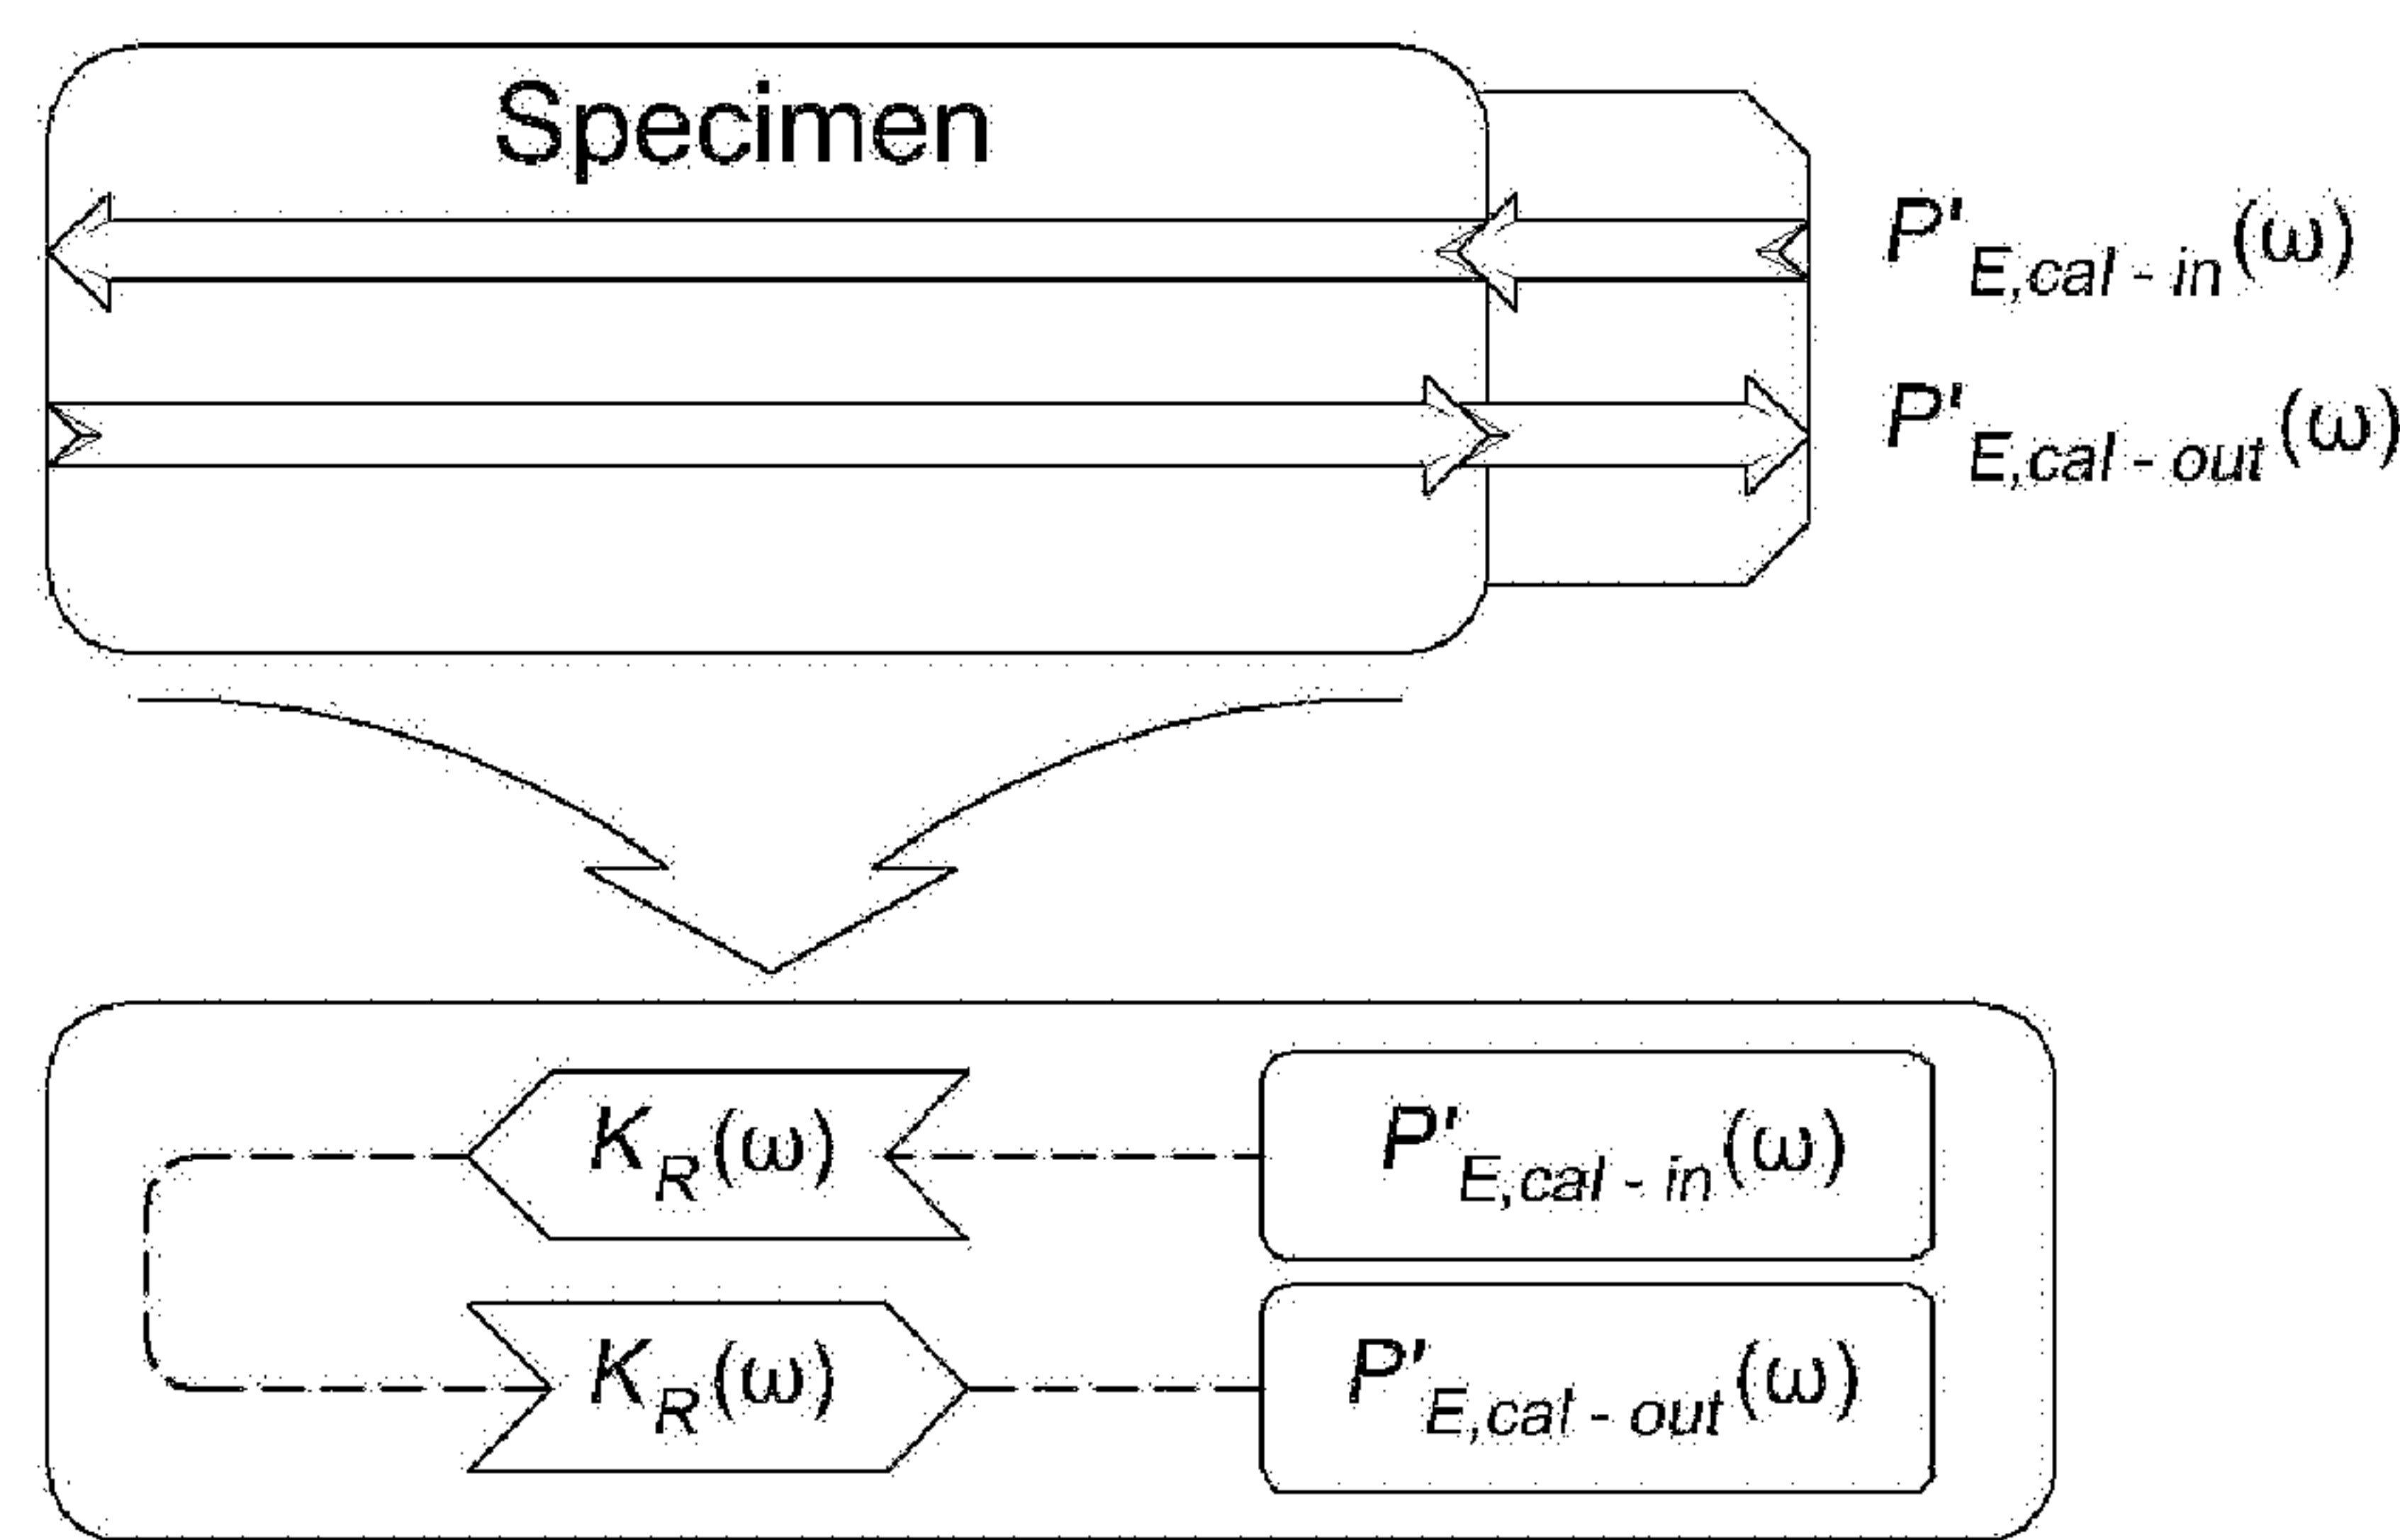 Specimen
P'E,cal - in(ω)
P'E,cal - out(ω)
KR(ω) P'E,cal - in(ω)
KR(ω) P'E,cal - out(ω)